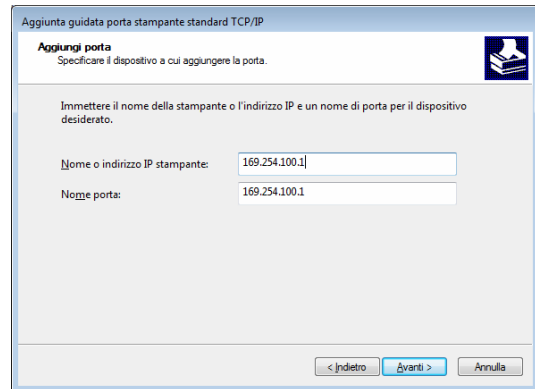 Aggiunta guidata porta stampante standard TCP/IP
Aggiungi porta
Specificare il dispositivo a cui aggiungere la porta.
Immettere il nome della stampante o l'indirizzo IP e un nome di porta per il dispositivo
desiderato.
Nome o indirizzo IP stampante: 169.254.100.1
Nome porta: 169.254.100.1
< Indietro Avanti > Annulla